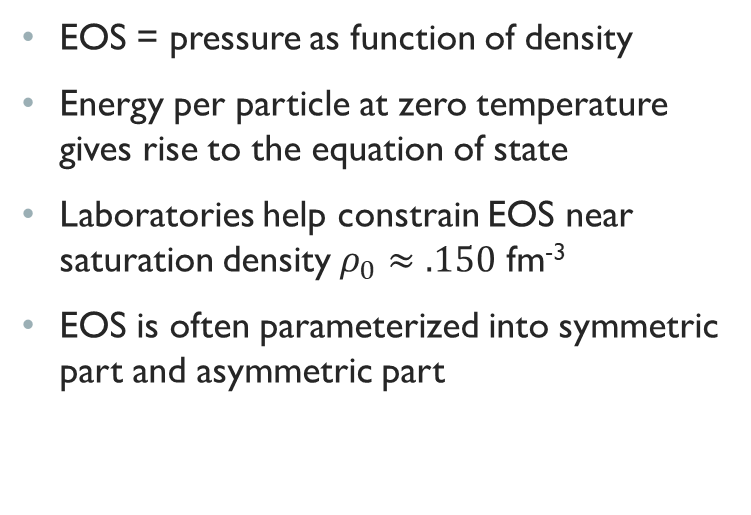 • EOS = pressure as function of density
• Energy per particle at zero temperature
gives rise to the equation of state
• Laboratories help constrain EOS near
saturation density ρ₀ ≈ .150 fm⁻³
• EOS is often parameterized into symmetric
part and asymmetric part